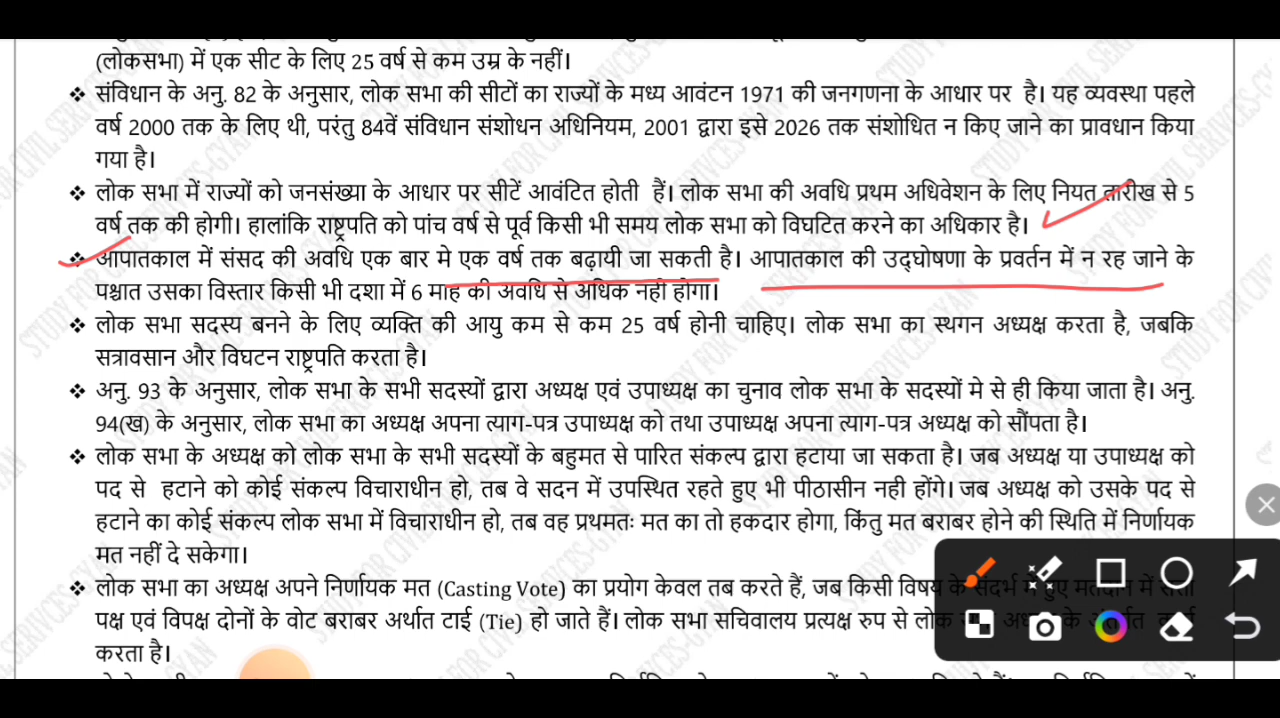 (लोकसभा) में एक सीट के लिए 25 वर्ष से कम उम्र के नहीं।
❖ संविधान के अनु. 82 के अनुसार, लोक सभा की सीटों का राज्यों के मध्य आवंटन 1971 की जनगणना के आधार पर है। यह व्यवस्था पहले
वर्ष 2000 तक के लिए थी, परंतु 84वें संविधान संशोधन अधिनियम, 2001 द्वारा इसे 2026 तक संशोधित न किए जाने का प्रावधान किया
गया है।
❖ लोक सभा में राज्यों को जनसंख्या के आधार पर सीटें आवंटित होती हैं। लोक सभा की अवधि प्रथम अधिवेशन के लिए नियत तारीख से 5
वर्ष तक की होगी। हालांकि राष्ट्रपति को पांच वर्ष से पूर्व किसी भी समय लोक सभा को विघटित करने का अधिकार है।
❖ आपातकाल में संसद की अवधि एक बार मे एक वर्ष तक बढ़ायी जा सकती है। आपातकाल की उद्घोषणा के प्रवर्तन में न रह जाने के
पश्चात उसका विस्तार किसी भी दशा में 6 माह की अवधि से अधिक नही होगा।
❖ लोक सभा सदस्य बनने के लिए व्यक्ति की आयु कम से कम 25 वर्ष होनी चाहिए। लोक सभा का स्थगन अध्यक्ष करता है, जबकि
सत्रावसान और विघटन राष्ट्रपति करता है।
❖ अनु. 93 के अनुसार, लोक सभा के सभी सदस्यों द्वारा अध्यक्ष एवं उपाध्यक्ष का चुनाव लोक सभा के सदस्यों मे से ही किया जाता है। अनु.
94(ख) के अनुसार, लोक सभा का अध्यक्ष अपना त्याग-पत्र उपाध्यक्ष को तथा उपाध्यक्ष अपना त्याग-पत्र अध्यक्ष को सौंपता है।
❖ लोक सभा के अध्यक्ष को लोक सभा के सभी सदस्यों के बहुमत से पारित संकल्प द्वारा हटाया जा सकता है। जब अध्यक्ष या उपाध्यक्ष को
पद से हटाने को कोई संकल्प विचाराधीन हो, तब वे सदन में उपस्थित रहते हुए भी पीठासीन नही होंगे। जब अध्यक्ष को उसके पद से
हटाने का कोई संकल्प लोक सभा में विचाराधीन हो, तब वह प्रथमतः मत का तो हकदार होगा, किंतु मत बराबर होने की स्थिति में निर्णायक
मत नहीं दे सकेगा।
❖ लोक सभा का अध्यक्ष अपने निर्णायक मत (Casting Vote) का प्रयोग केवल तब करते हैं, जब किसी विषय के संदर्भ में हुए मतदान में
पक्ष एवं विपक्ष दोनों के वोट बराबर अर्थात टाई (Tie) हो जाते हैं। लोक सभा सचिवालय प्रत्यक्ष रुप से लोक के
करता है।